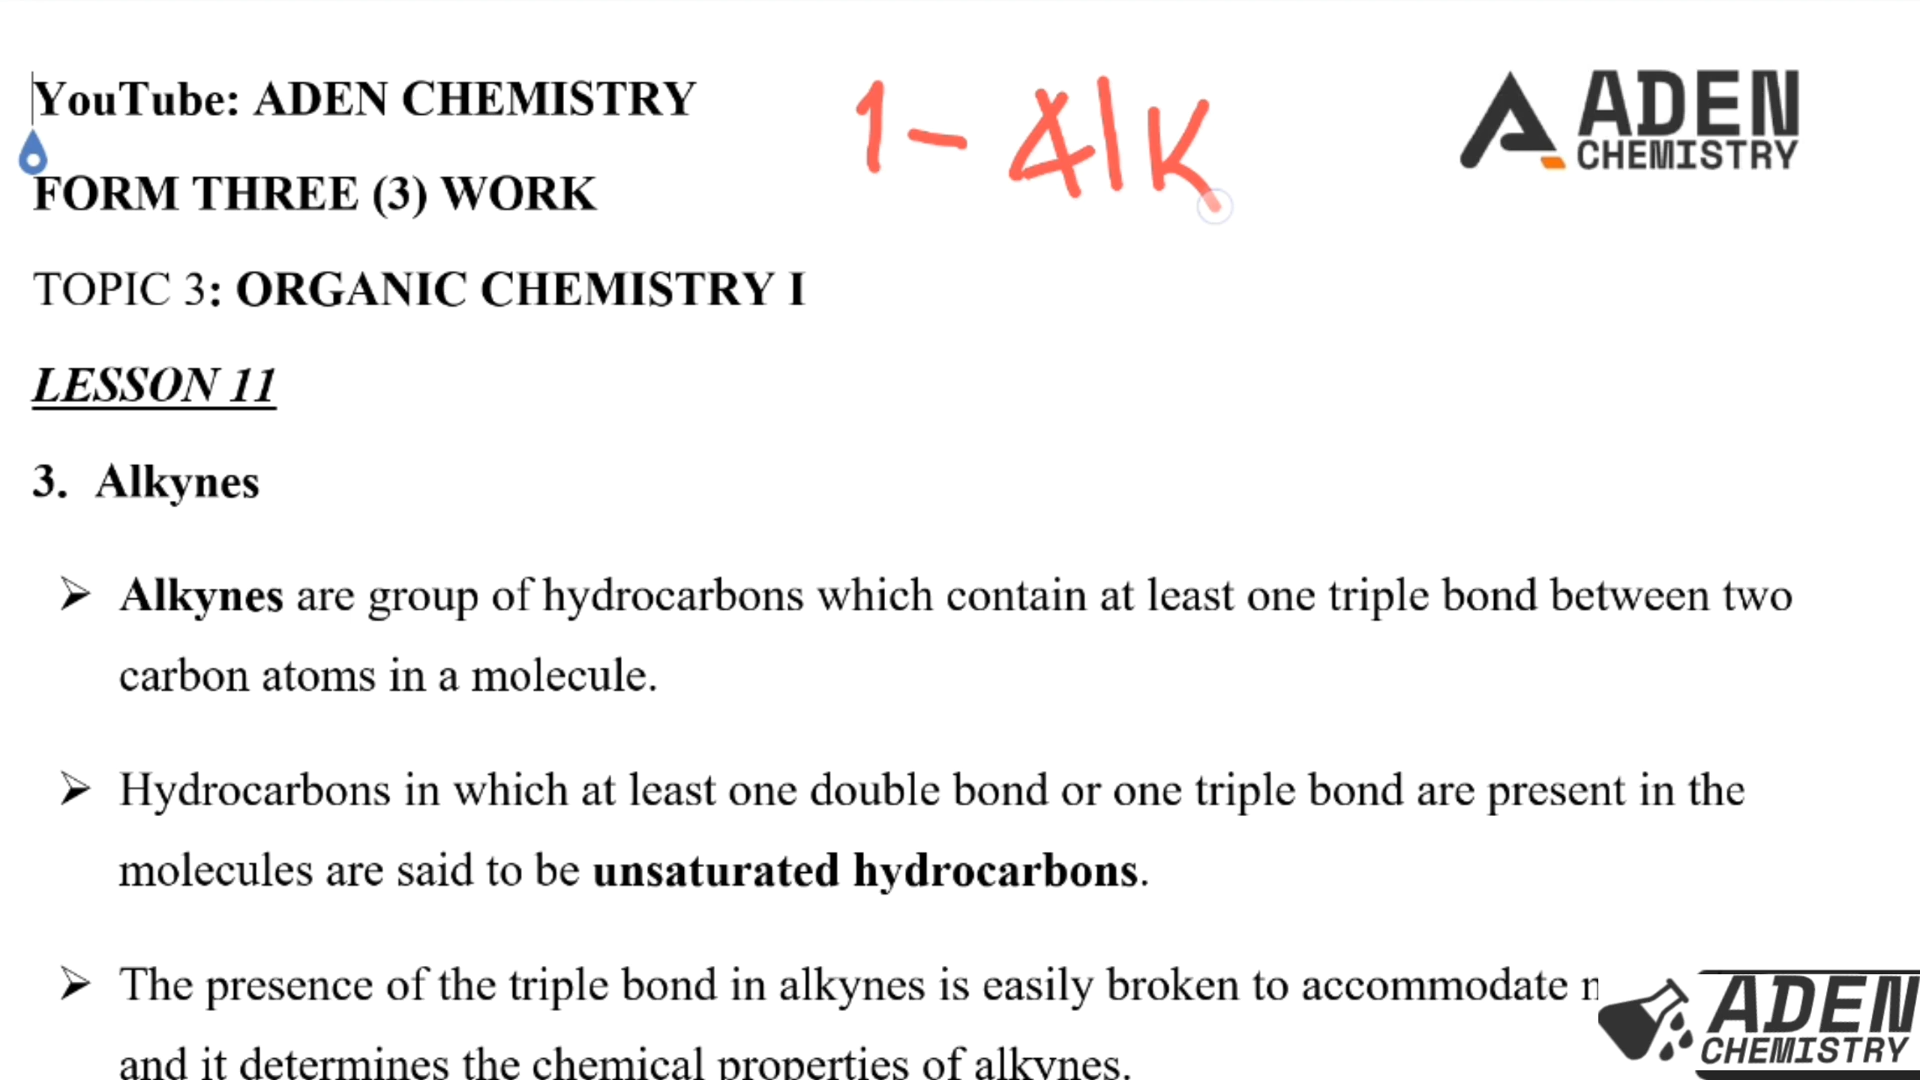 YouTube: ADEN CHEMISTRY
1- Alk
ADEN
CHEMISTRY
FORM THREE (3) WORK
TOPIC 3: ORGANIC CHEMISTRY I
LESSON 11
3. Alkynes
➢ Alkynes are group of hydrocarbons which contain at least one triple bond between two
carbon atoms in a molecule.
➢ Hydrocarbons in which at least one double bond or one triple bond are present in the
molecules are said to be unsaturated hydrocarbons.
➢ The presence of the triple bond in alkynes is easily broken to accommodate
and it determines the chemical properties of alkynes.
ADEN
CHEMISTRY